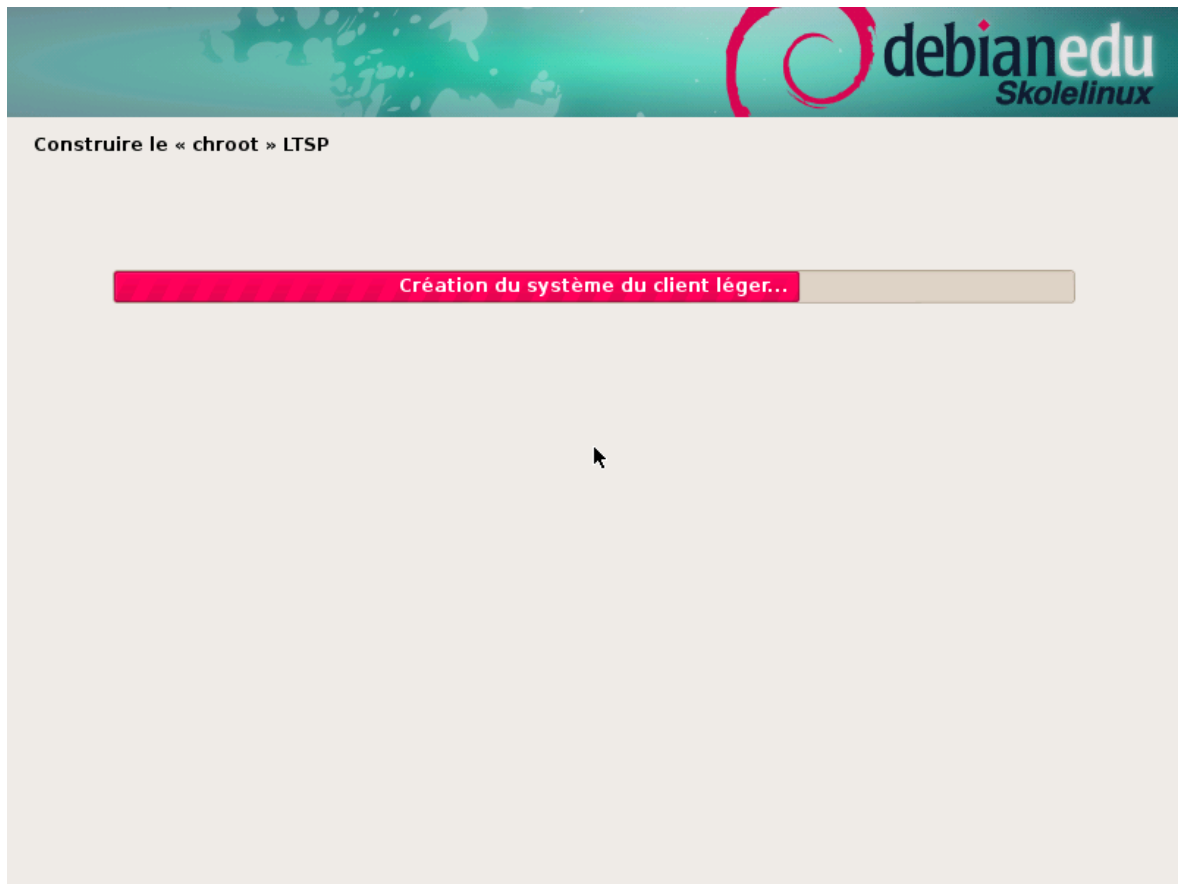 debianedu
Skolelinux
Construire le « chroot » LTSP
Création du système du client léger...